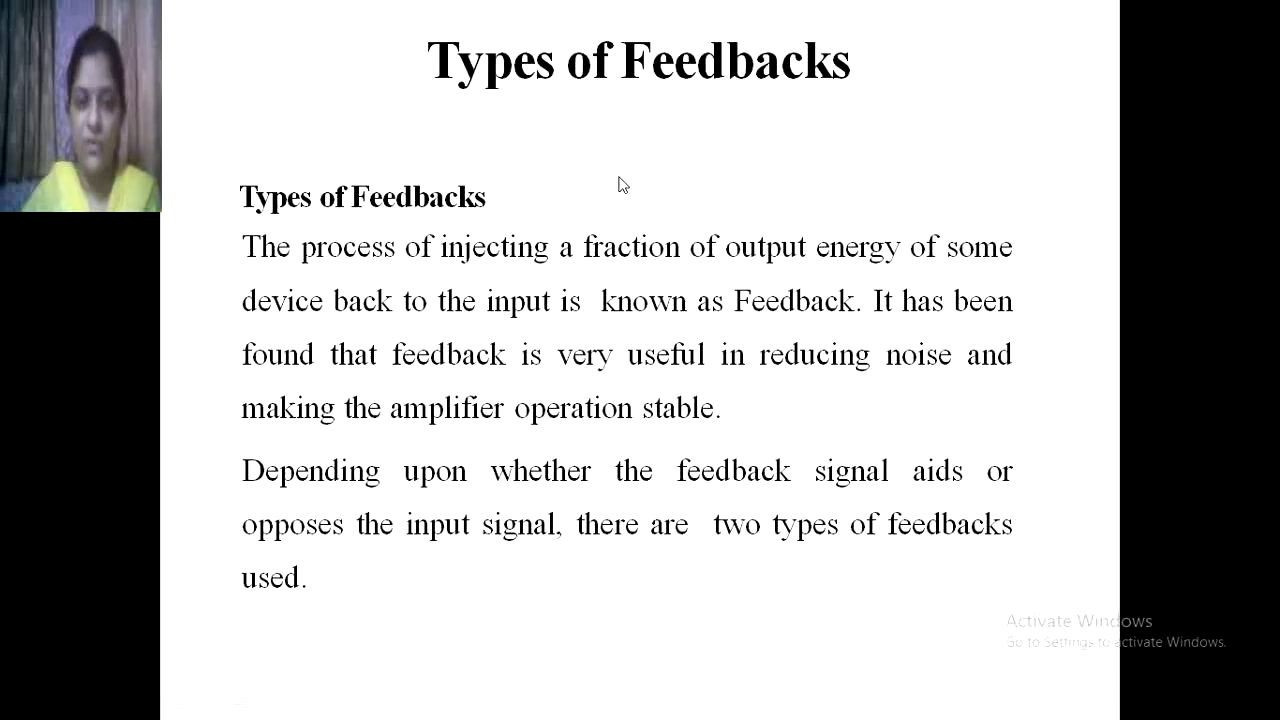 Types of Feedbacks
Types of Feedbacks
The process of injecting a fraction of output energy of some
device back to the input is known as Feedback. It has been
found that feedback is very useful in reducing noise and
making the amplifier operation stable.
Depending upon whether the feedback signal aids or
opposes the input signal, there are two types of feedbacks
used.
Activate Windows
Go to Settings to activate Windows.